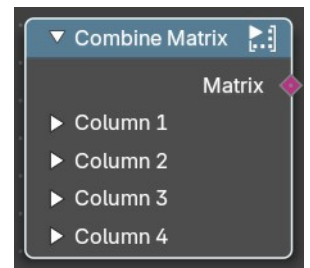 Combine Matrix
Matrix
Column 1
Column 2
Column 3
Column 4